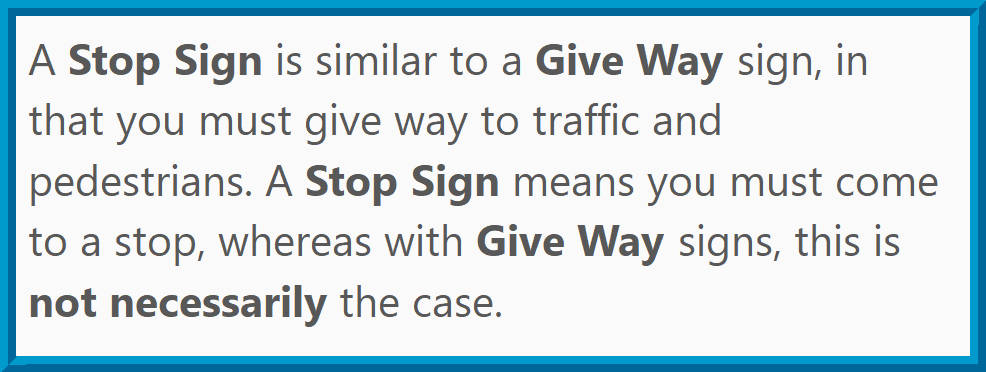 A Stop Sign is similar to a Give Way sign, in
that you must give way to traffic and
pedestrians. A Stop Sign means you must come
to a stop, whereas with Give Way signs, this is
not necessarily the case.